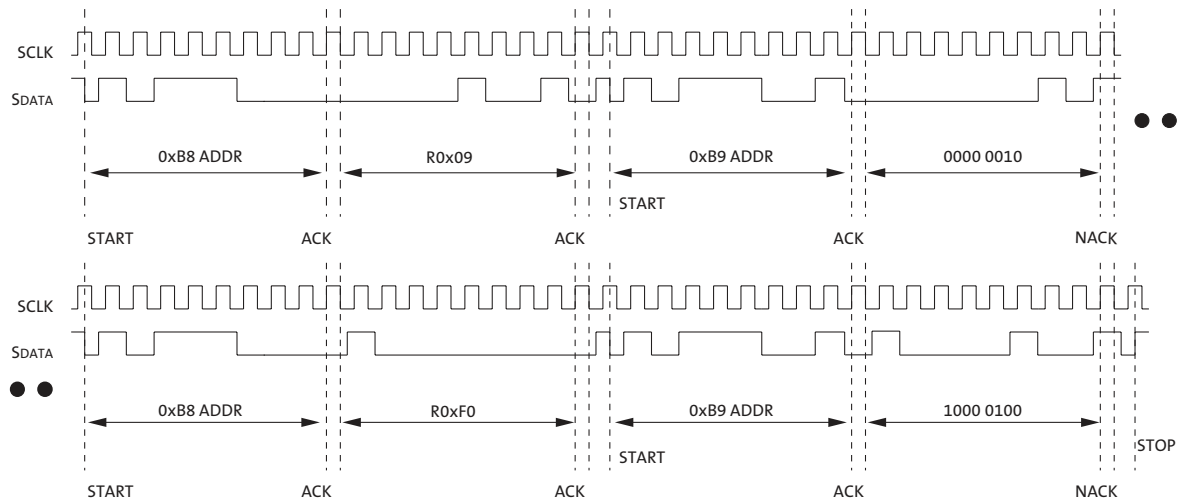 SCLK
SDATA
0xB8 ADDR R0x09 0xB9 ADDR 0000 0010
START
START ACK ACK ACK NACK
SCLK
SDATA
0xB8 ADDR R0xF0 0xB9 ADDR 1000 0100
START STOP
START ACK ACK ACK NACK